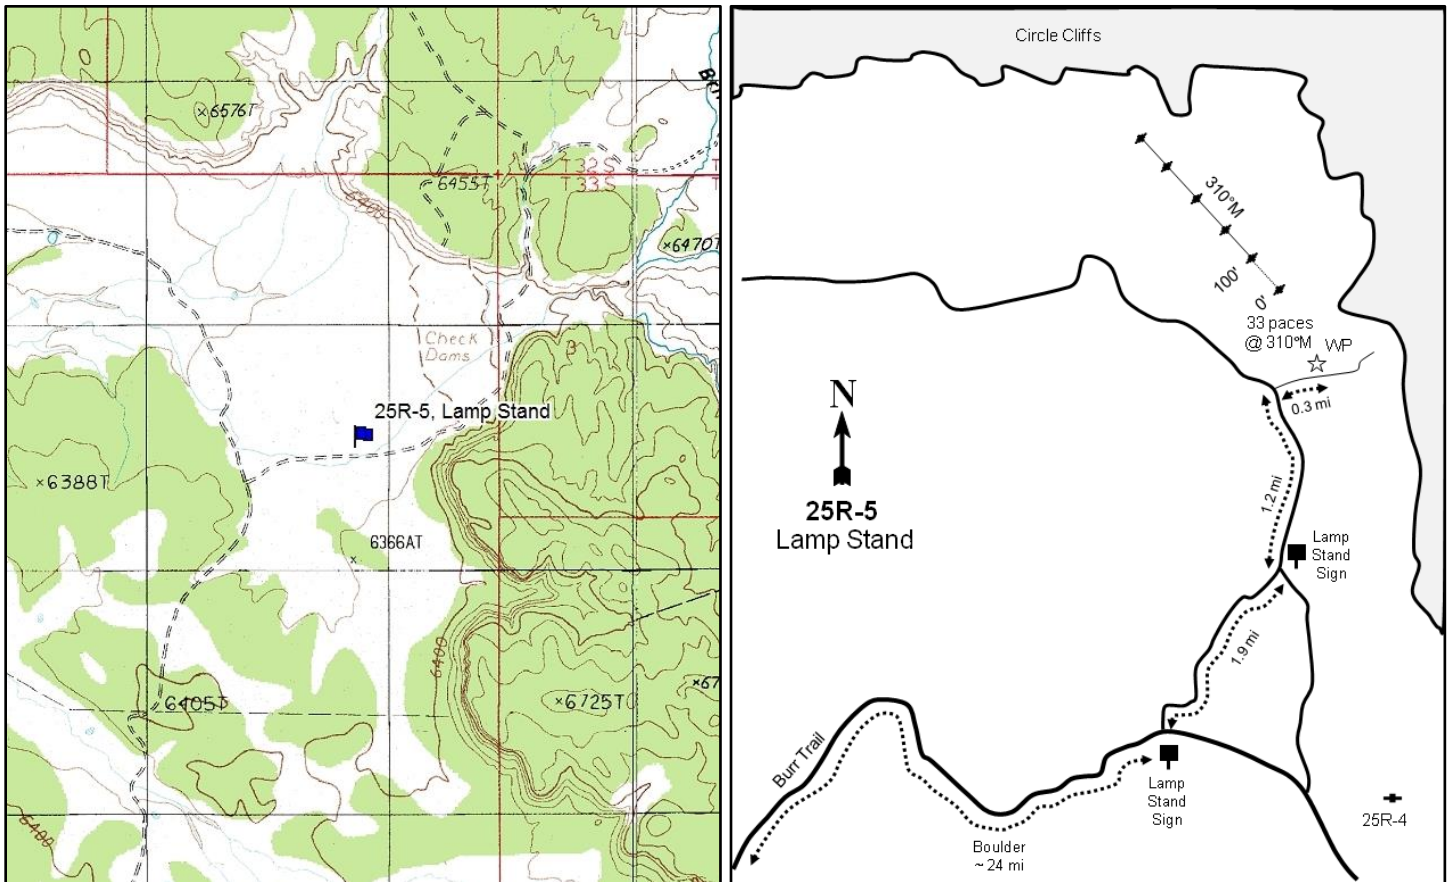 ×6576T
T32S
T33S
6455T
6400
×6470T
Check
Dams
25R-5, Lamp Stand
×6388T
6366AT
6400
6405T
×6725T
×67
6400
Circle Cliffs
310°M
100'
0'
33 paces
@ 310°M
WP
0.3 mi
N
25R-5
Lamp Stand
1.2 mi
Lamp
Stand
Sign
1.9 mi
Burr Trail
Lamp
Stand
Sign
25R-4
Boulder
~ 24 mi